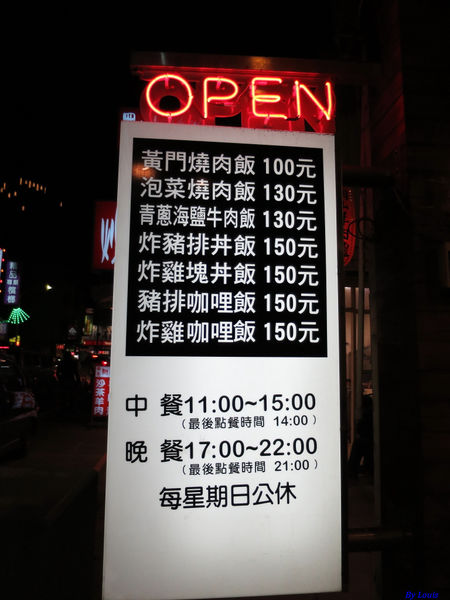 OPEN
黃門燒肉飯 100元
泡菜燒肉飯 130元
青蔥海鹽牛肉飯 130元
炸豬排丼飯 150元
炸雞塊丼飯 150元
豬排咖哩飯 150元
炸雞咖哩飯 150元
中 餐11:00~15:00
（最後點餐時間 14:00）
晚 餐17:00~22:00
（最後點餐時間 21:00）
每星期日公休
沙茶羊肉